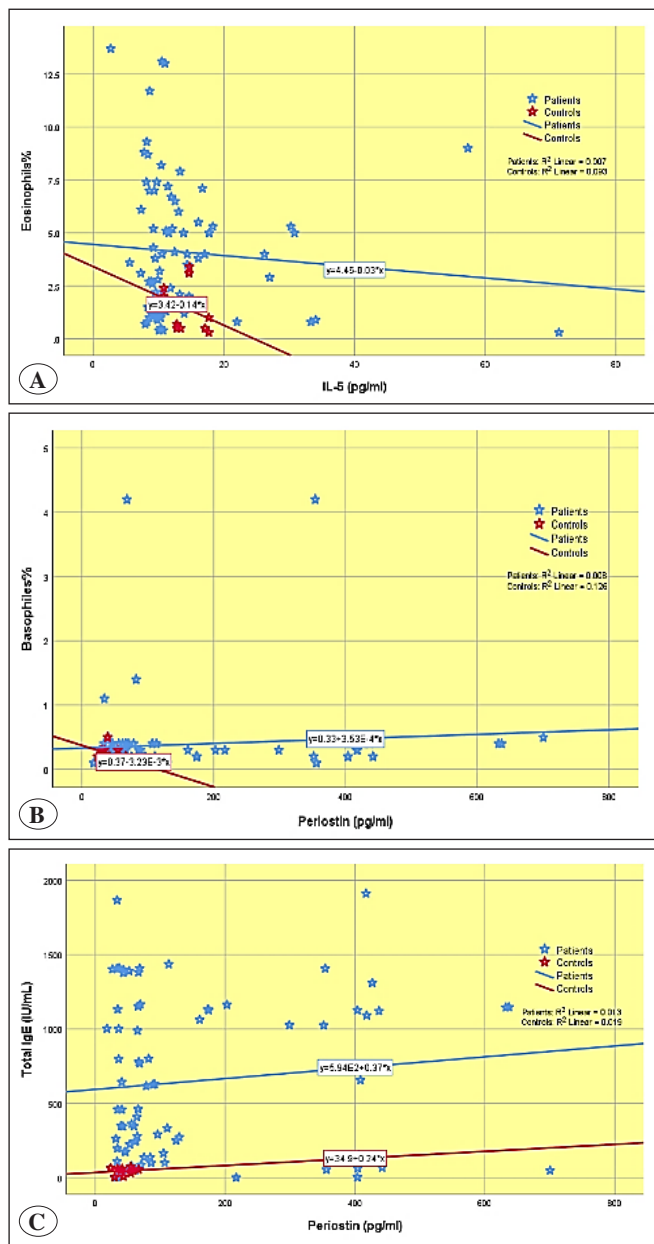 12.5
10.0
7.5
5.0
2.5
.0
Eosinophils%
Patients
Controls
Patients
Controls
Patients: R² Linear = 0.007
Controls: R² Linear = 0.093
y=4.46-0.03*x
y=3.42-0.14*x
0 20 40 60 80
IL-5 (pg/ml)
A
5
4
3
2
1
0
Basophiles%
Patients
Controls
Patients
Controls
Patients: R² Linear = 0.008
Controls: R² Linear = 0.126
y=0.33+3.53E-4*x
y=0.37-3.23E-3*x
0 200 400 600 800
Periostin (pg/ml)
B
2000
1500
1000
500
0
Total IgE (IU/mL)
Patients
Controls
Patients
Controls
Patients: R² Linear = 0.013
Controls: R² Linear = 0.019
y=5.94E2+0.37*x
y=34.9+0.24*x
0 200 400 600 800
Periostin (pg/ml)
C